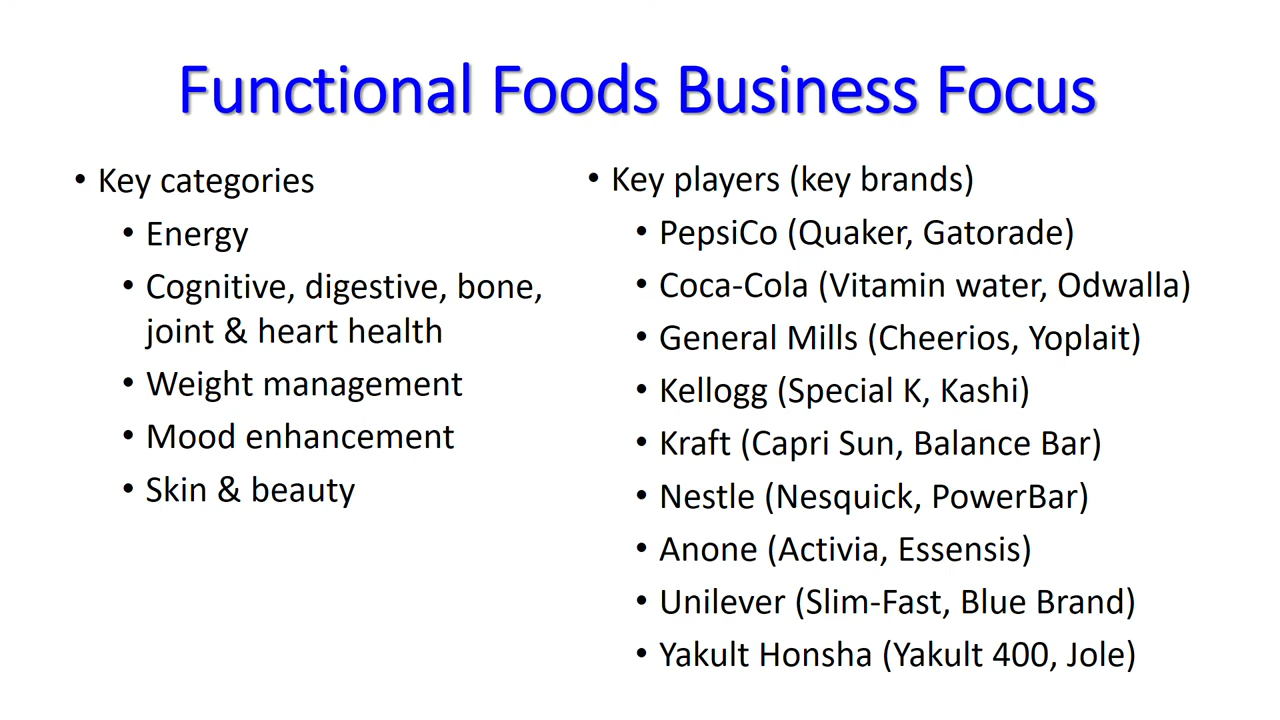 Functional Foods Business Focus
• Key categories
• Energy
• Cognitive, digestive, bone,
joint & heart health
• Weight management
• Mood enhancement
• Skin & beauty
• Key players (key brands)
• PepsiCo (Quaker, Gatorade)
• Coca-Cola (Vitamin water, Odwalla)
• General Mills (Cheerios, Yoplait)
• Kellogg (Special K, Kashi)
• Kraft (Capri Sun, Balance Bar)
• Nestle (Nesquick, PowerBar)
• Anone (Activia, Essensis)
• Unilever (Slim-Fast, Blue Brand)
• Yakult Honsha (Yakult 400, Jole)